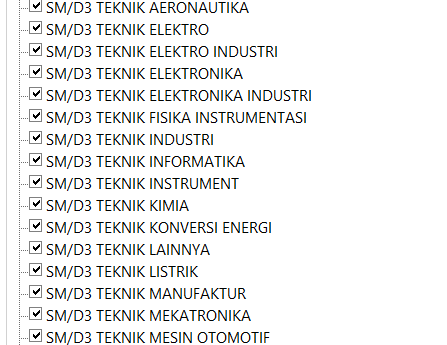 SM/D3 TEKNIK AERONAUTIKA
SM/D3 TEKNIK ELEKTRO
SM/D3 TEKNIK ELEKTRO INDUSTRI
SM/D3 TEKNIK ELEKTRONIKA
SM/D3 TEKNIK ELEKTRONIKA INDUSTRI
SM/D3 TEKNIK FISIKA INSTRUMENTASI
SM/D3 TEKNIK INDUSTRI
SM/D3 TEKNIK INFORMATIKA
SM/D3 TEKNIK INSTRUMENT
SM/D3 TEKNIK KIMIA
SM/D3 TEKNIK KONVERSI ENERGI
SM/D3 TEKNIK LAINNYA
SM/D3 TEKNIK LISTRIK
SM/D3 TEKNIK MANUFAKTUR
SM/D3 TEKNIK MEKATRONIKA
SM/D3 TEKNIK MESIN OTOMOTIF